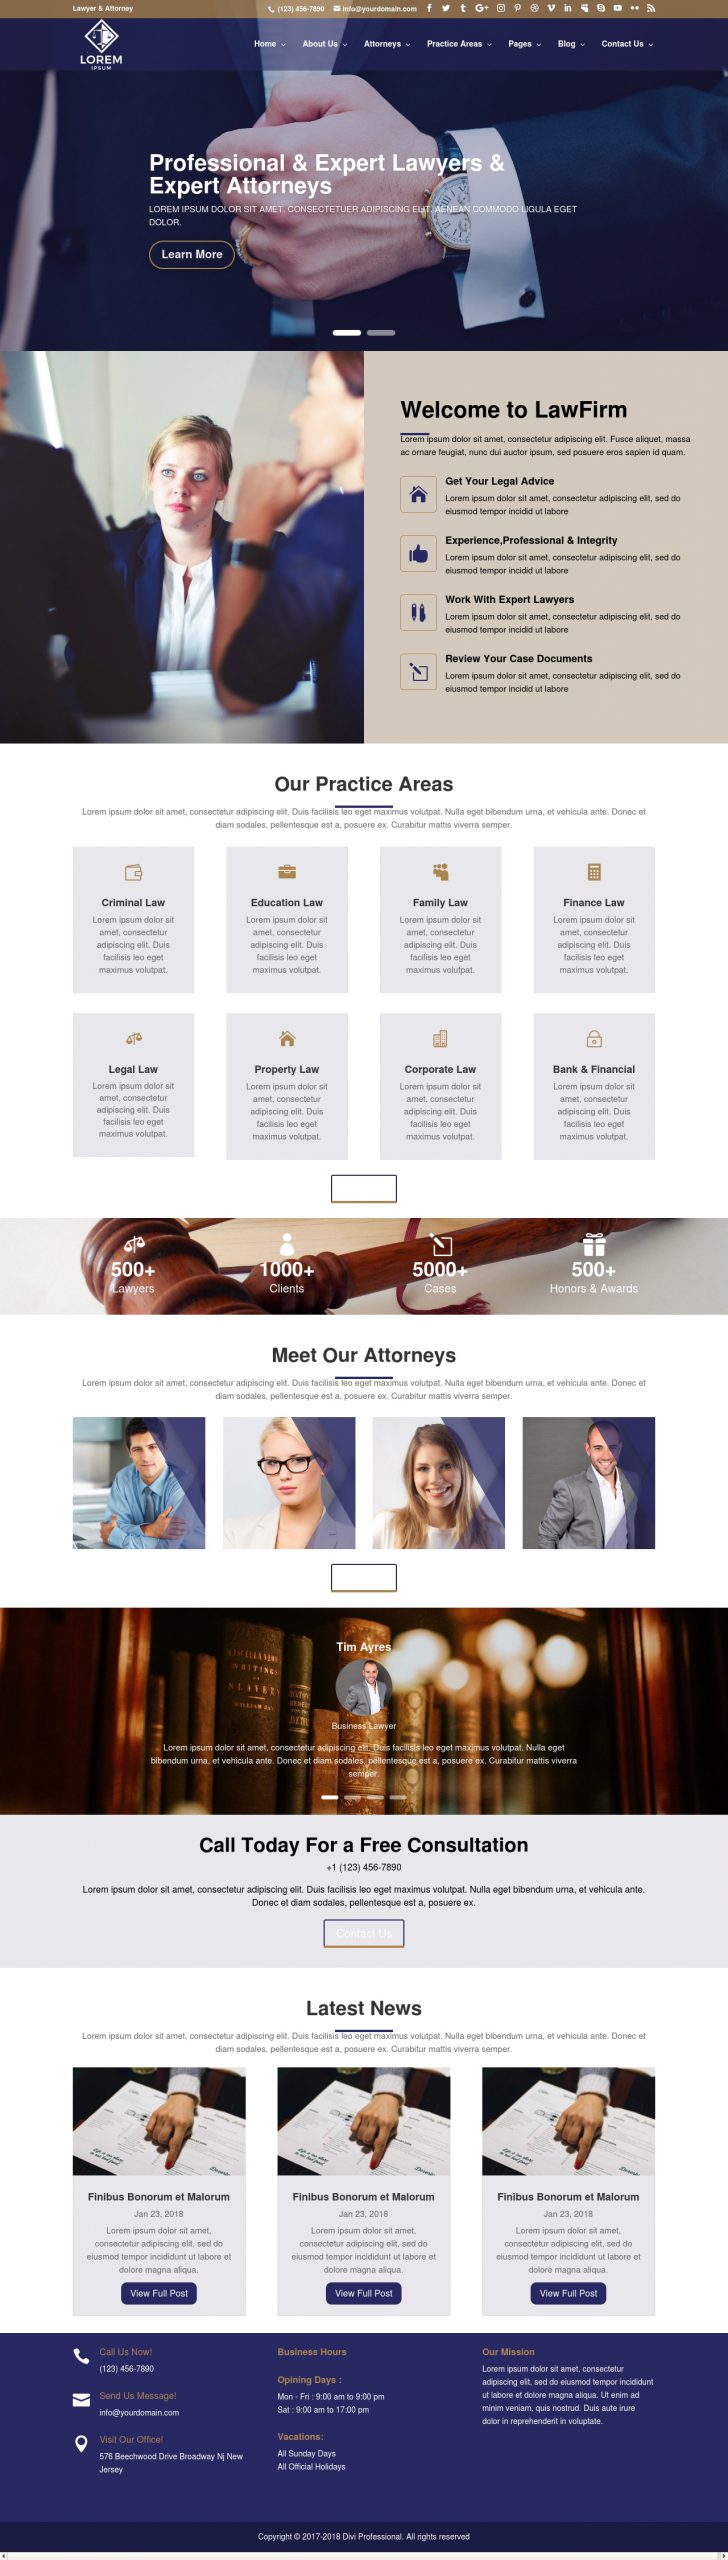 Lawyer & Attorney
(123) 456-7890 info@yourdomain.com
LOREM
IPSUM
Home About Us Attorneys Practice Areas Pages Blog Contact Us
Professional & Expert Lawyers &
Expert Attorneys
LOREM IPSUM DOLOR SIT AMET, CONSECTETUER ADIPISCING ELIT. AENEAN COMMODO LIGULA EGET
DOLOR.
Learn More
Welcome to LawFirm
Lorem ipsum dolor sit amet, consectetur adipiscing elit. Fusce aliquet, massa
ac ornare feugiat, nunc dui auctor ipsum, sed posuere eros sapien id quam.
Get Your Legal Advice
Lorem ipsum dolor sit amet, consectetur adipiscing elit, sed do
eiusmod tempor incidid ut labore
Experience,Professional & Integrity
Lorem ipsum dolor sit amet, consectetur adipiscing elit, sed do
eiusmod tempor incidid ut labore
Work With Expert Lawyers
Lorem ipsum dolor sit amet, consectetur adipiscing elit, sed do
eiusmod tempor incidid ut labore
Review Your Case Documents
Lorem ipsum dolor sit amet, consectetur adipiscing elit, sed do
eiusmod tempor incidid ut labore
Our Practice Areas
Lorem ipsum dolor sit amet, consectetur adipiscing elit. Duis facilisis leo eget maximus volutpat. Nulla eget bibendum urna, et vehicula ante. Donec et
diam sodales, pellentesque est a, posuere ex. Curabitur mattis viverra semper.
Criminal Law
Lorem ipsum dolor sit
amet, consectetur
adipiscing elit. Duis
facilisis leo eget
maximus volutpat.
Education Law
Lorem ipsum dolor sit
amet, consectetur
adipiscing elit. Duis
facilisis leo eget
maximus volutpat.
Family Law
Lorem ipsum dolor sit
amet, consectetur
adipiscing elit. Duis
facilisis leo eget
maximus volutpat.
Finance Law
Lorem ipsum dolor sit
amet, consectetur
adipiscing elit. Duis
facilisis leo eget
maximus volutpat.
Legal Law
Lorem ipsum dolor sit
amet, consectetur
adipiscing elit. Duis
facilisis leo eget
maximus volutpat.
Property Law
Lorem ipsum dolor sit
amet, consectetur
adipiscing elit. Duis
facilisis leo eget
maximus volutpat.
Corporate Law
Lorem ipsum dolor sit
amet, consectetur
adipiscing elit. Duis
facilisis leo eget
maximus volutpat.
Bank & Financial
Lorem ipsum dolor sit
amet, consectetur
adipiscing elit. Duis
facilisis leo eget
maximus volutpat.
500+
Lawyers
1000+
Clients
5000+
Cases
500+
Honors & Awards
Meet Our Attorneys
Lorem ipsum dolor sit amet, consectetur adipiscing elit. Duis facilisis leo eget maximus volutpat. Nulla eget bibendum urna, et vehicula ante. Donec et
diam sodales, pellentesque est a, posuere ex. Curabitur mattis viverra semper.
Tim Ayres
Business Lawyer
Lorem ipsum dolor sit amet, consectetur adipiscing elit. Duis facilisis leo eget maximus volutpat. Nulla eget
bibendum urna, et vehicula ante. Donec et diam sodales, pellentesque est a, posuere ex. Curabitur mattis viverra
semper.
Call Today For a Free Consultation
+1 (123) 456-7890
Lorem ipsum dolor sit amet, consectetur adipiscing elit. Duis facilisis leo eget maximus volutpat. Nulla eget bibendum urna, et vehicula ante.
Donec et diam sodales, pellentesque est a, posuere ex.
Contact Us
Latest News
Lorem ipsum dolor sit amet, consectetur adipiscing elit. Duis facilisis leo eget maximus volutpat. Nulla eget bibendum urna, et vehicula ante. Donec et
diam sodales, pellentesque est a, posuere ex. Curabitur mattis viverra semper.
Finibus Bonorum et Malorum
Jan 23, 2018
Lorem ipsum dolor sit amet,
consectetur adipiscing elit, sed do
eiusmod tempor incididunt ut labore et
dolore magna aliqua.
View Full Post
Finibus Bonorum et Malorum
Jan 23, 2018
Lorem ipsum dolor sit amet,
consectetur adipiscing elit, sed do
eiusmod tempor incididunt ut labore et
dolore magna aliqua.
View Full Post
Finibus Bonorum et Malorum
Jan 23, 2018
Lorem ipsum dolor sit amet,
consectetur adipiscing elit, sed do
eiusmod tempor incididunt ut labore et
dolore magna aliqua.
View Full Post
Call Us Now!
(123) 456-7890
Send Us Message!
info@yourdomain.com
Visit Our Office!
576 Beechwood Drive Broadway Nj New
Jersey
Business Hours
Opining Days :
Mon - Fri : 9:00 am to 9:00 pm
Sat : 9:00 am to 17:00 pm
Vacations:
All Sunday Days
All Official Holidays
Our Mission
Lorem ipsum dolor sit amet, consectetur
adipiscing elit, sed do eiusmod tempor incididunt
ut labore et dolore magna aliqua. Ut enim ad
minim veniam, quis nostrud. Duis aute irure
dolor in reprehenderit in voluptate.
Copyright © 2017-2018 Divi Professional. All rights reserved